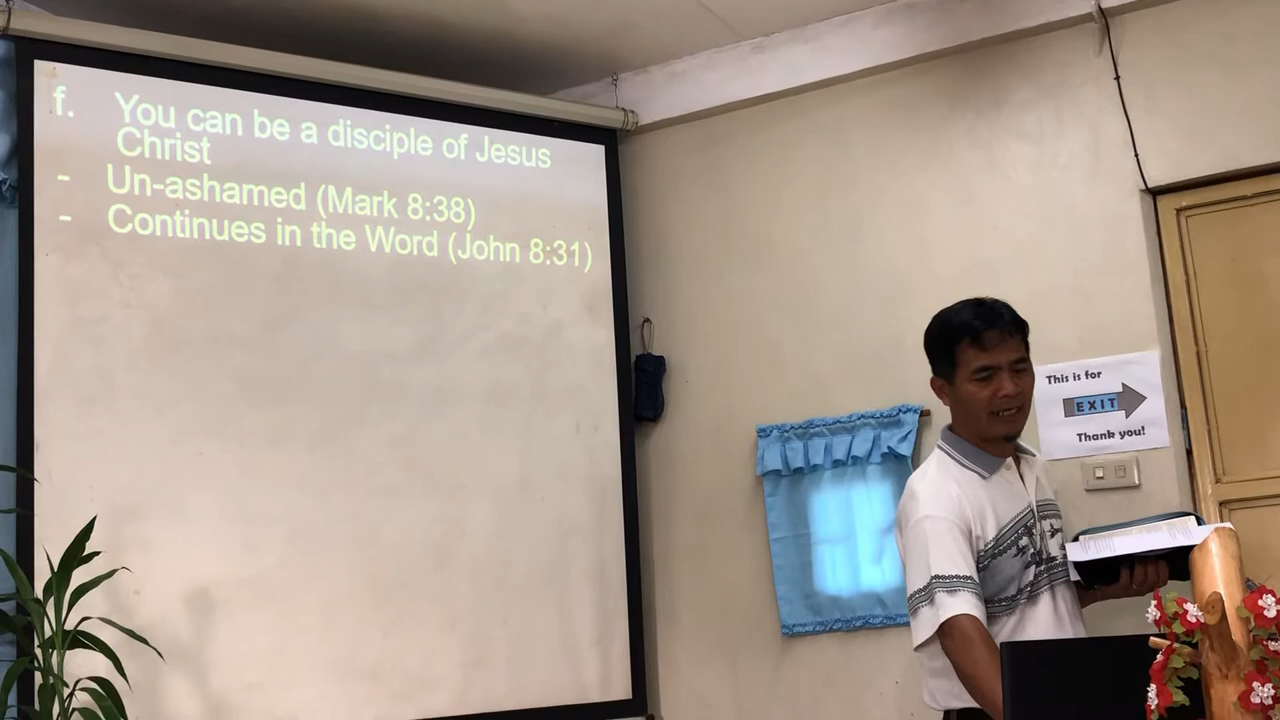 f. You can be a disciple of Jesus
Christ
- Un-ashamed (Mark 8:38)
- Continues in the Word (John 8:31)
This is for
EXIT
Thank you!